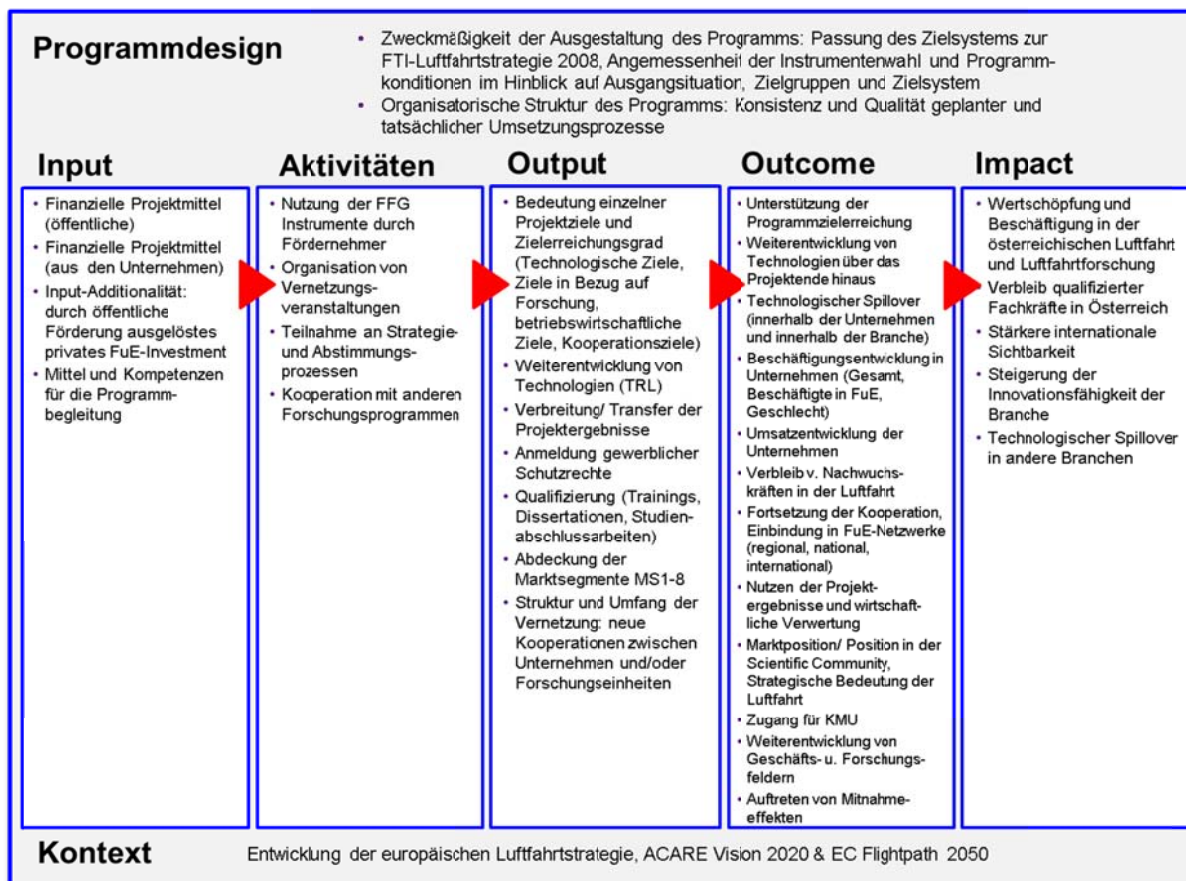 Programmdesign
• Zweckmäßigkeit der Ausgestaltung des Programms: Passung des Zielsystems zur
FTI-Luftfahrtstrategie 2008, Angemessenheit der Instrumentenwahl und Programm-
konditionen im Hinblick auf Ausgangsituation, Zielgruppen und Zielsystem
• Organisatorische Struktur des Programms: Konsistenz und Qualität geplanter und
tatsächlicher Umsetzungsprozesse
Input
• Finanzielle Projektmittel
(öffentliche)
• Finanzielle Projektmittel
(aus den Unternehmen)
• Input-Additionalität:
durch öffentliche
Förderung ausgelöstes
privates FuE-Investment
• Mittel und Kompetenzen
für die Programm-
begleitung
Aktivitäten
• Nutzung der FFG
Instrumente durch
Fördernehmer
• Organisation von
Vernetzungs-
veranstaltungen
• Teilnahme an Strategie-
und Abstimmungs-
prozessen
• Kooperation mit anderen
Forschungsprogrammen
Output
• Bedeutung einzelner
Projektziele und
Zielerreichungsgrad
(Technologische Ziele,
Ziele in Bezug auf
Forschung,
betriebswirtschaftliche
Ziele, Kooperationsziele)
• Weiterentwicklung von
Technologien (TRL)
• Verbreitung/ Transfer der
Projektergebnisse
• Anmeldung gewerblicher
Schutzrechte
• Qualifizierung (Trainings,
Dissertationen, Studien-
abschlussarbeiten)
• Abdeckung der
Marktsegmente MS1-8
• Struktur und Umfang der
Vernetzung: neue
Kooperationen zwischen
Unternehmen und/oder
Forschungseinheiten
Outcome
• Unterstützung der
Programmzielerreichung
• Weiterentwicklung von
Technologien über das
Projektende hinaus
• Technologischer Spillover
(innerhalb der Unternehmen
und innerhalb der Branche)
• Beschäftigungsentwicklung in
Unternehmen (Gesamt,
Beschäftigte in FuE,
Geschlecht)
• Umsatzentwicklung der
Unternehmen
• Verbleib v. Nachwuchs-
kräften in der Luftfahrt
• Fortsetzung der Kooperation,
Einbindung in FuE-Netzwerke
(regional, national,
international)
• Nutzen der Projekt-
ergebnisse und wirtschaft-
liche Verwertung
• Marktposition/ Position in der
Scientific Community,
Strategische Bedeutung der
Luftfahrt
• Zugang für KMU
• Weiterentwicklung von
Geschäfts- u. Forschungs-
feldern
• Auftreten von Mitnahme-
effekten
Impact
• Wertschöpfung und
Beschäftigung in der
österreichischen Luftfahrt
und Luftfahrtforschung
• Verbleib qualifizierter
Fachkräfte in Österreich
• Stärkere internationale
Sichtbarkeit
• Steigerung der
Innovationsfähigkeit der
Branche
• Technologischer Spillover
in andere Branchen
Kontext
Entwicklung der europäischen Luftfahrtstrategie, ACARE Vision 2020 & EC Flightpath 2050